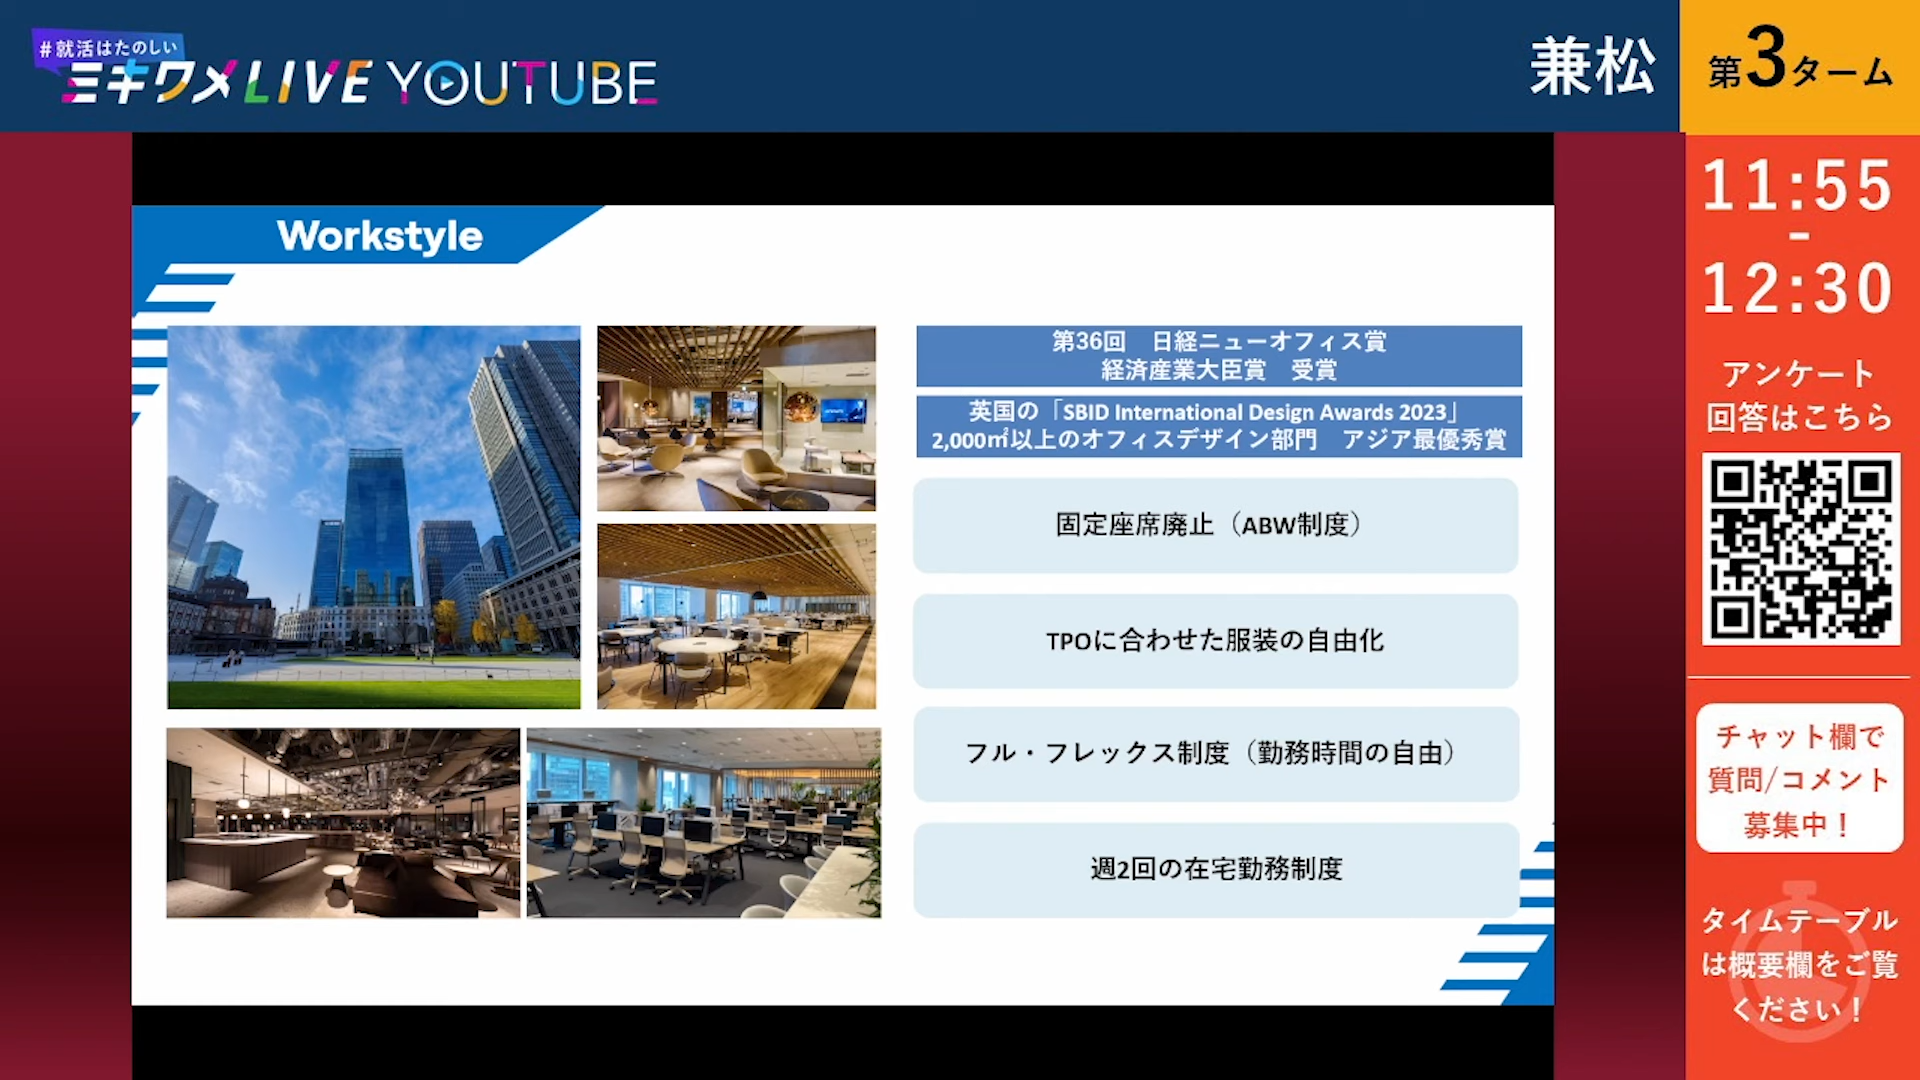 #就活はたのしい
ミキワメLIVE YOUTUBE
兼松
第3ターム
Workstyle
第36回　日経ニューオフィス賞
経済産業大臣賞　受賞
英国の「SBID International Design Awards 2023」
2,000㎡以上のオフィスデザイン部門　アジア最優秀賞
固定座席廃止（ABW制度）
TPOに合わせた服装の自由化
フル・フレックス制度（勤務時間の自由）
週2回の在宅勤務制度
11:55
-
12:30
アンケート
回答はこちら
チャット欄で
質問/コメント
募集中！
タイムテーブル
は概要欄をご覧
ください！